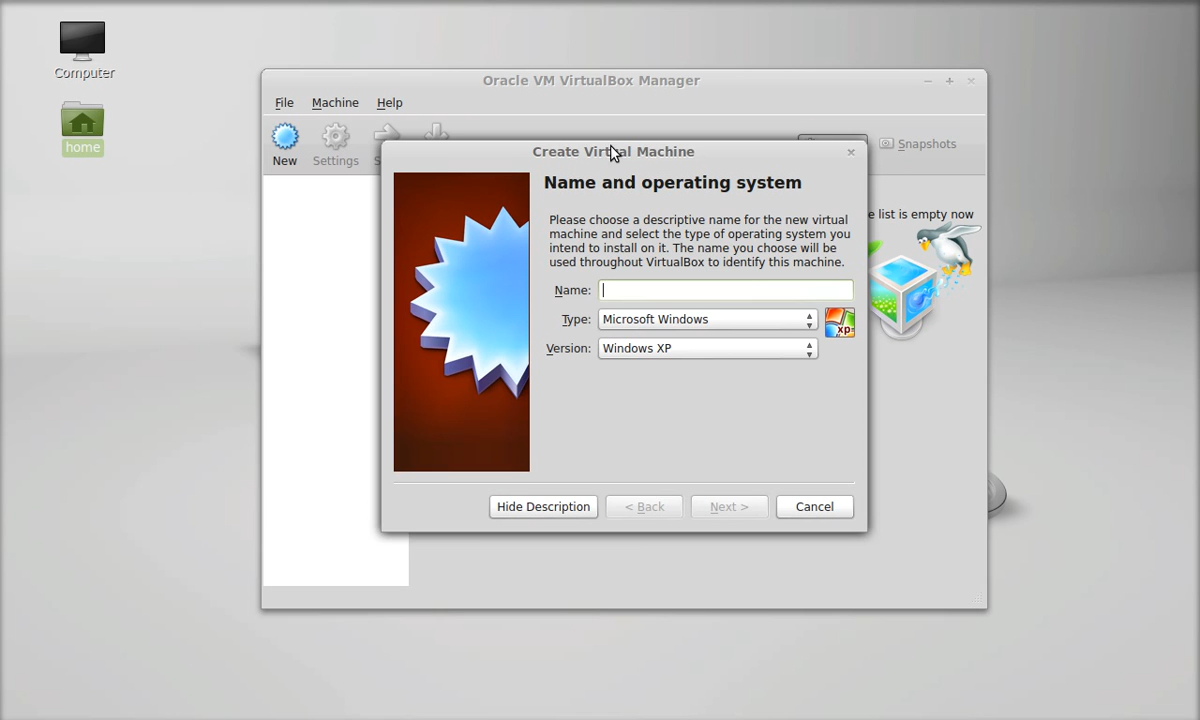 Computer
home
Oracle VM VirtualBox Manager
File Machine Help
New
Settings
Snapshots
e list is empty now
Create Virtual Machine
Name and operating system
Please choose a descriptive name for the new virtual
machine and select the type of operating system you
intend to install on it. The name you choose will be
used throughout VirtualBox to identify this machine.
Name:
Type: Microsoft Windows
xp
Version: Windows XP
Hide Description < Back Next > Cancel